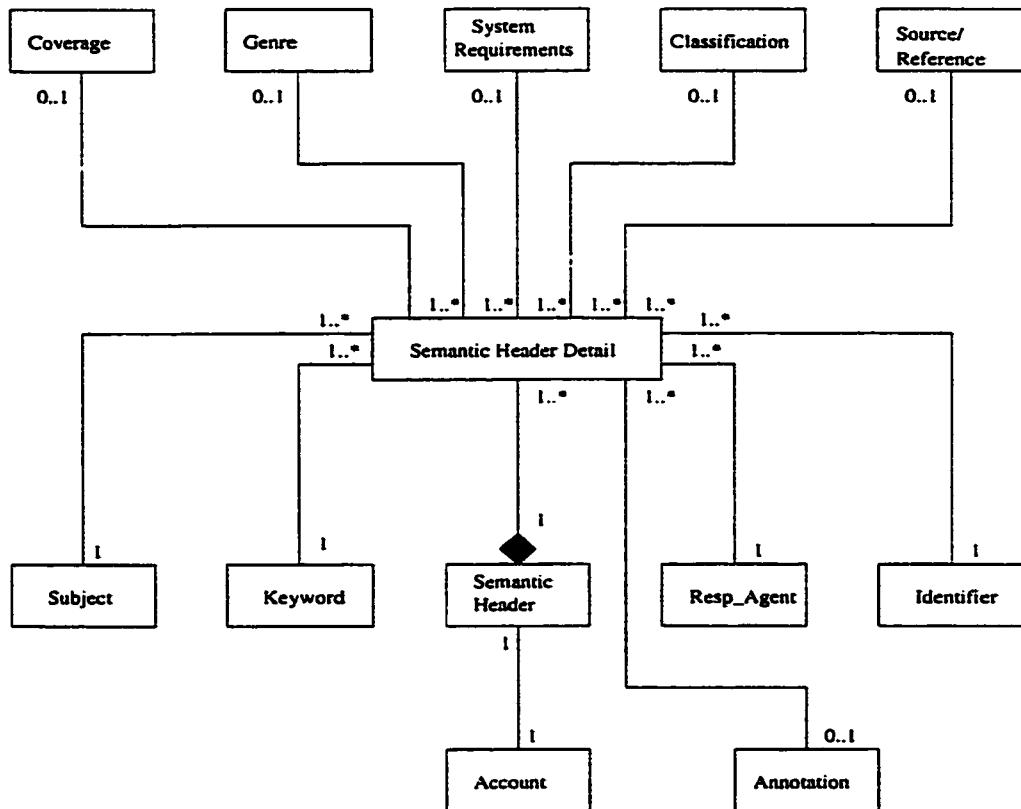 Coverage
Genre
System
Requirements
Classification
Source/
Reference
0..1
0..1
0..1
0..1
0..1
1..*
1..*
1..*
1..*
1..*
1..*
1..*
Semantic Header Detail
1..*
1..*
1..*
1..*
1
1
1
1
1
Subject
Keyword
Semantic
Header
Resp_Agent
Identifier
1
1
0..1
Account
Annotation